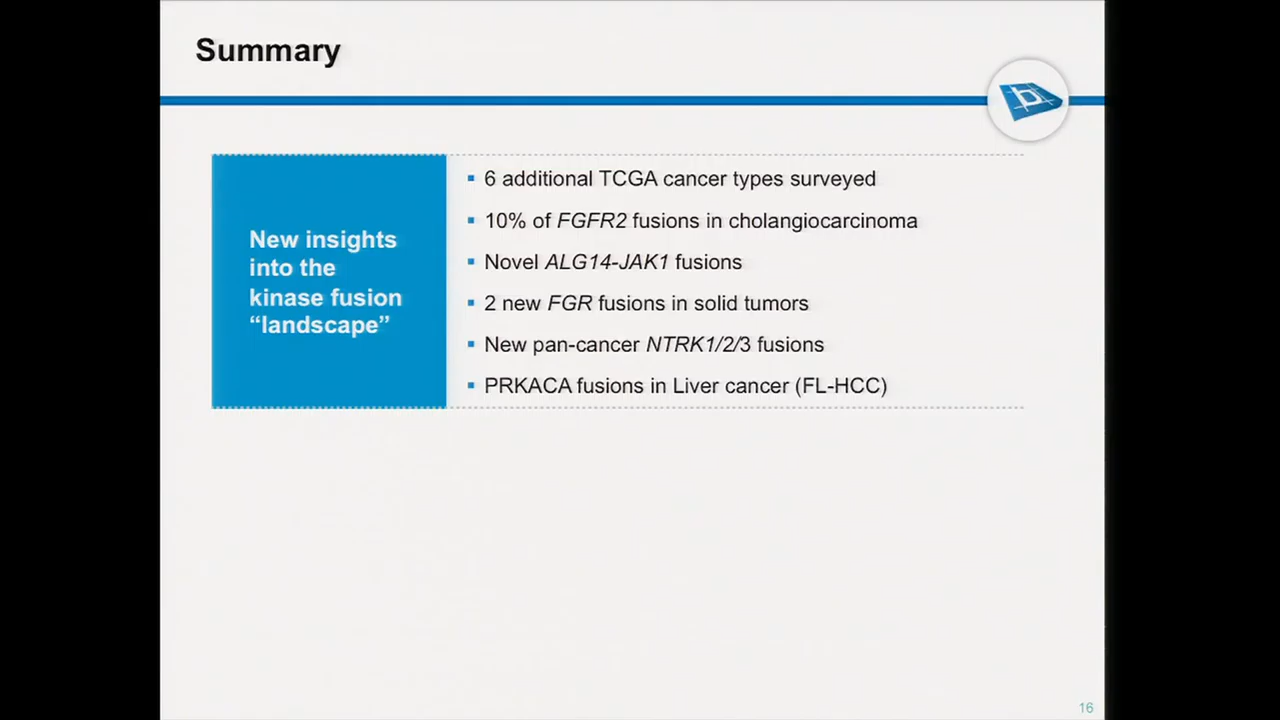 Summary
New insights
into the
kinase fusion
“landscape”
▪ 6 additional TCGA cancer types surveyed
▪ 10% of FGFR2 fusions in cholangiocarcinoma
▪ Novel ALG14-JAK1 fusions
▪ 2 new FGR fusions in solid tumors
▪ New pan-cancer NTRK1/2/3 fusions
▪ PRKACA fusions in Liver cancer (FL-HCC)
16